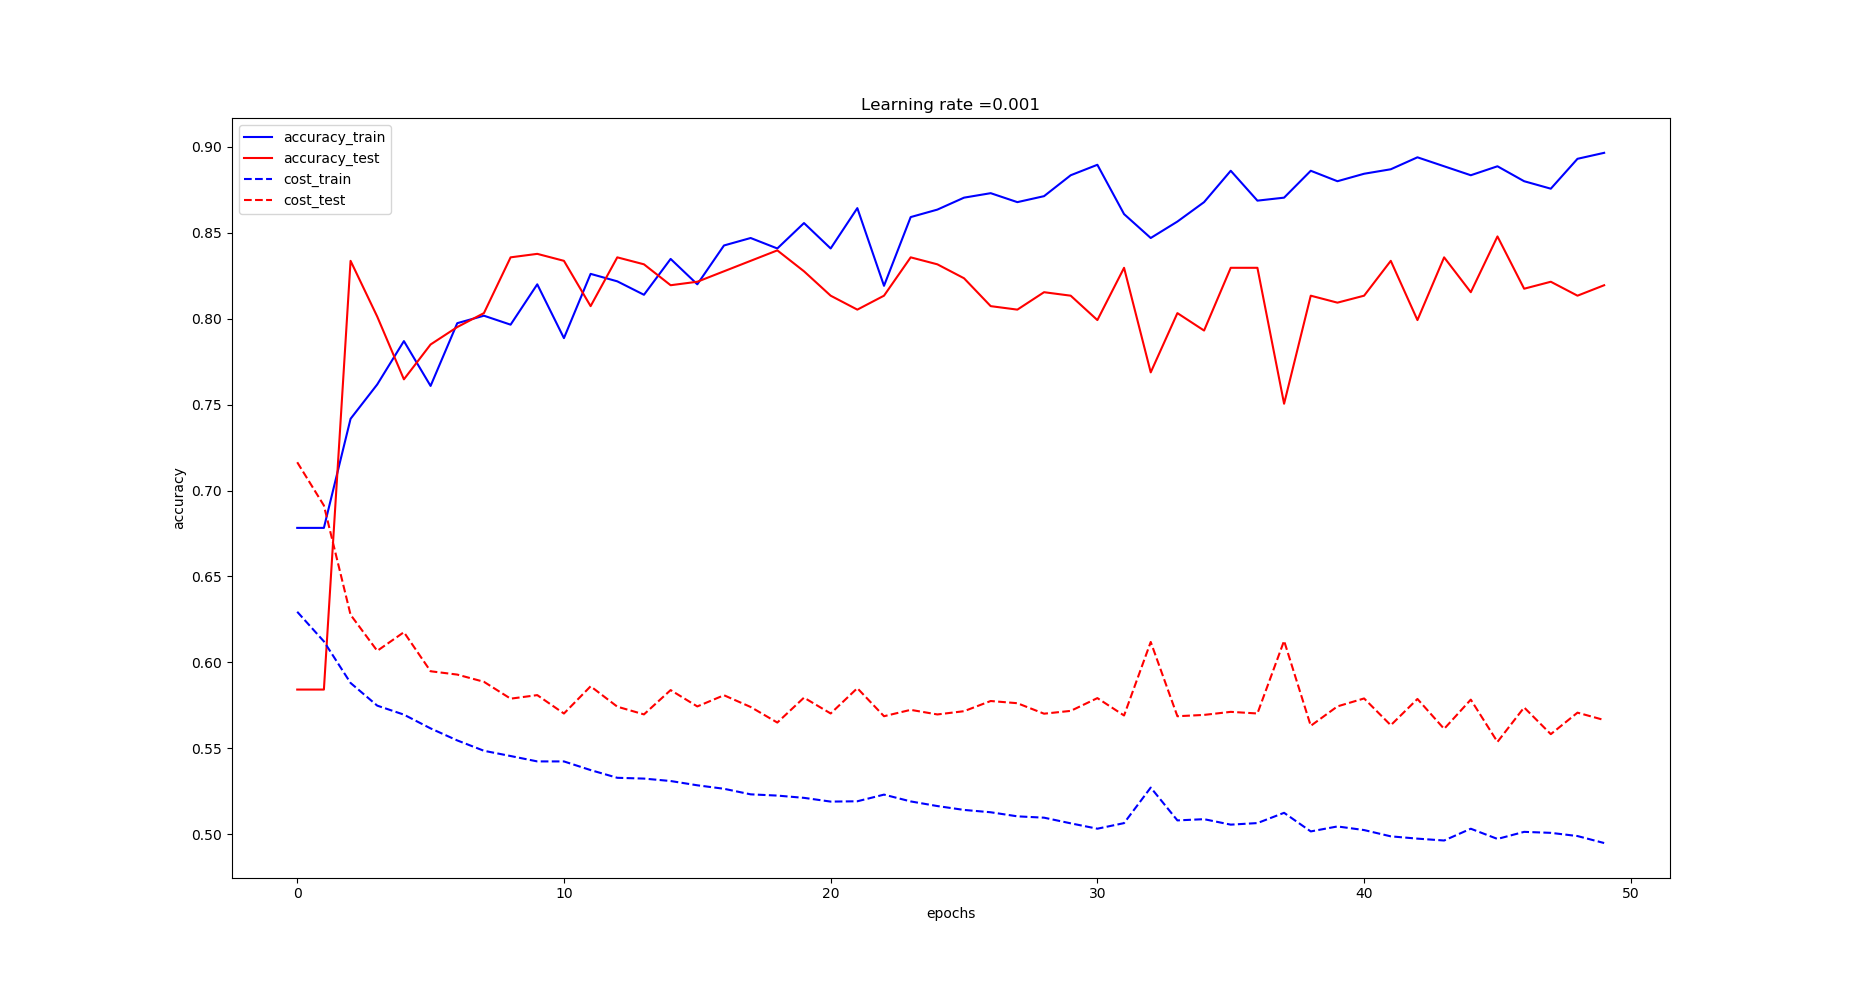 Learning rate =0.001
accuracy_train
accuracy_test
cost_train
cost_test
0.90
0.85
0.80
0.75
0.70
0.65
0.60
0.55
0.50
accuracy
0 10 20 30 40 50
epochs